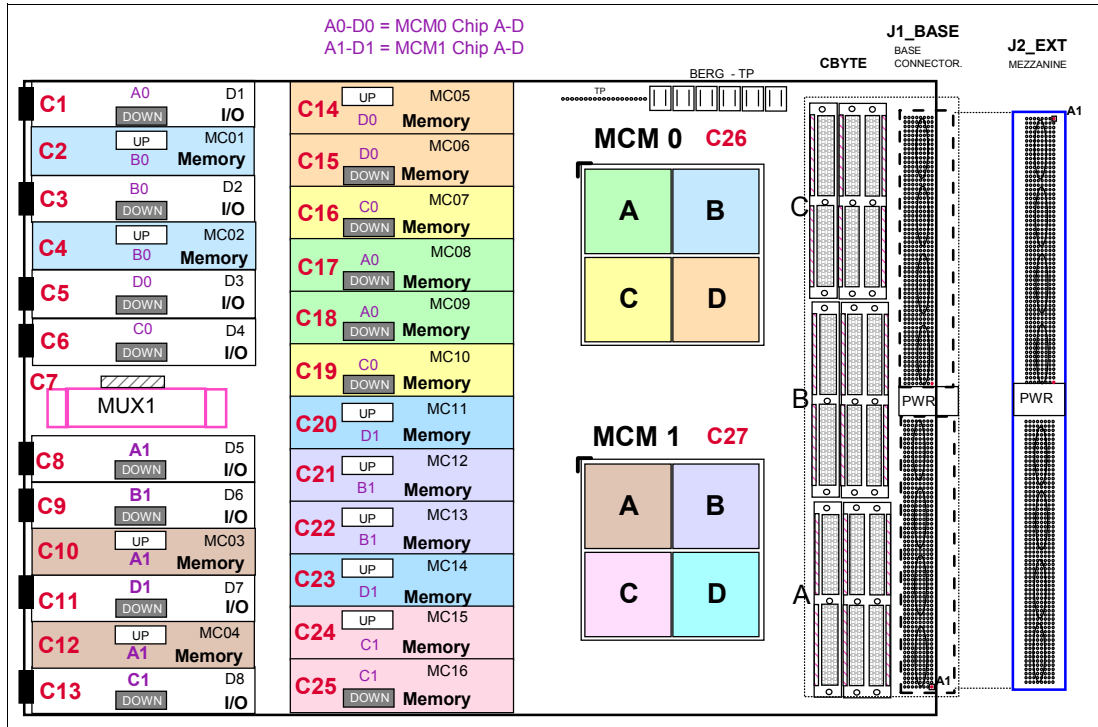 A0-D0 = MCM0 Chip A-D
A1-D1 = MCM1 Chip A-D
C1 A0 D1
DOWN I/O
C2 UP MC01
B0 Memory
C3 B0 D2
DOWN I/O
C4 UP MC02
B0 Memory
C5 D0 D3
DOWN I/O
C6 C0 D4
DOWN I/O
C7
MUX1
C8 A1 D5
DOWN I/O
C9 B1 D6
DOWN I/O
C10 UP MC03
A1 Memory
C11 D1 D7
DOWN I/O
C12 UP MC04
A1 Memory
C13 C1 D8
DOWN I/O
C14 UP MC05
D0 Memory
C15 D0 MC06
DOWN Memory
C16 C0 MC07
DOWN Memory
C17 A0 MC08
DOWN Memory
C18 A0 MC09
DOWN Memory
C19 C0 MC10
DOWN Memory
C20 UP MC11
D1 Memory
C21 UP MC12
B1 Memory
C22 UP MC13
B1 Memory
C23 UP MC14
D1 Memory
C24 UP MC15
C1 Memory
C25 C1 MC16
DOWN Memory
BERG - TP
TP
MCM 0 C26
A B
C D
MCM 1 C27
A B
C D
CBYTE
C
B
A
J1_BASE
BASE
CONNECTOR.
PWR
A1
J2_EXT
MEZZANINE
A1
PWR